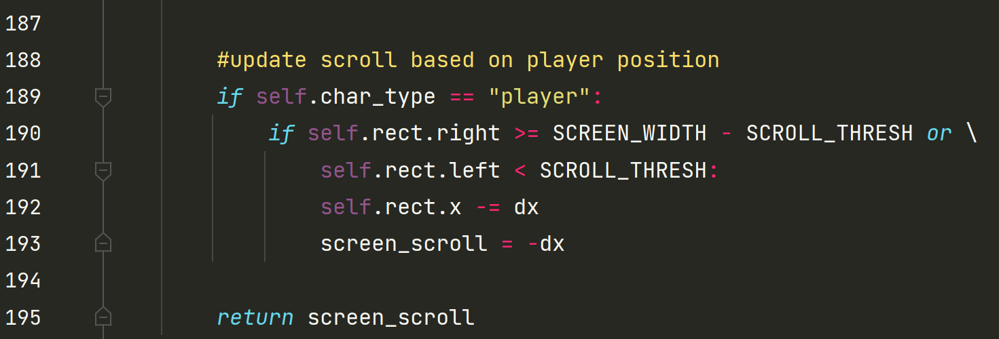 187
188 #update scroll based on player position
189 if self.char_type == "player":
190 if self.rect.right >= SCREEN_WIDTH - SCROLL_THRESH or \
191 self.rect.left < SCROLL_THRESH:
192 self.rect.x -= dx
193 screen_scroll = -dx
194
195 return screen_scroll